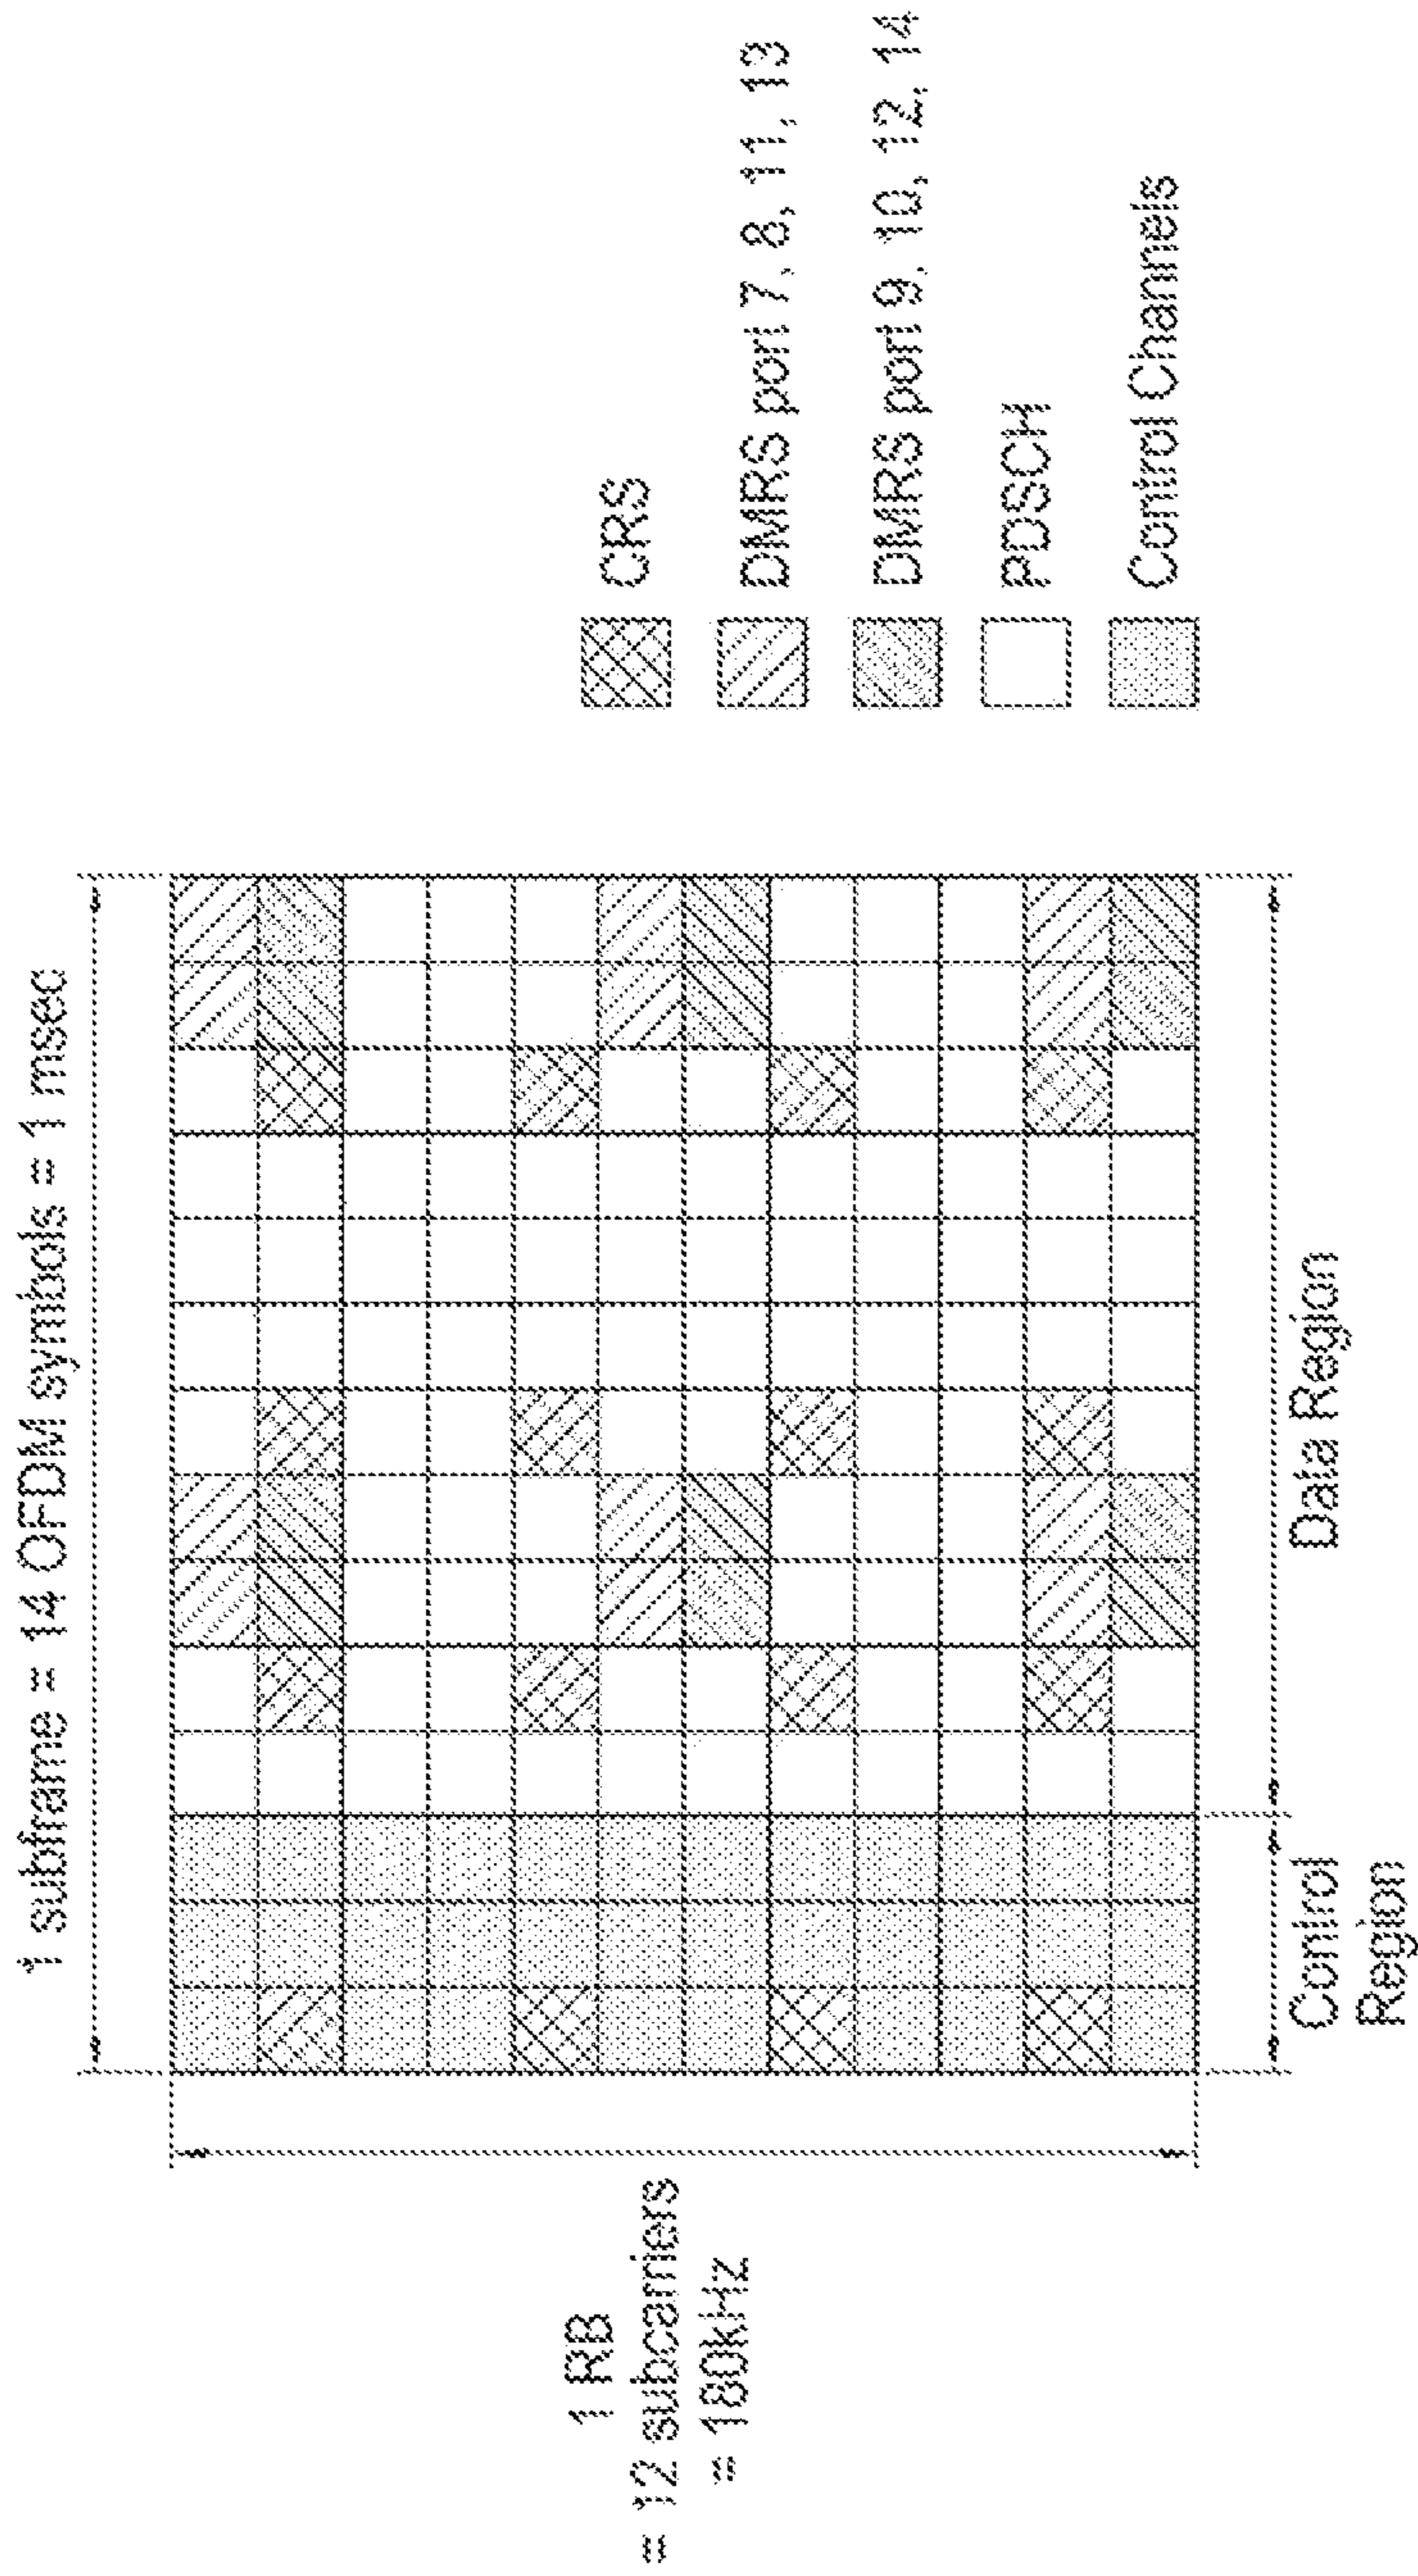 1 subframe = 14 OFDM symbols = 1 msec
1 RB
= 12 subcarriers
= 180kHz
Control
Region
Data Region
CRS
DMRS port 7, 8, 11, 13
DMRS port 9, 10, 12, 14
PDSCH
Control Channels